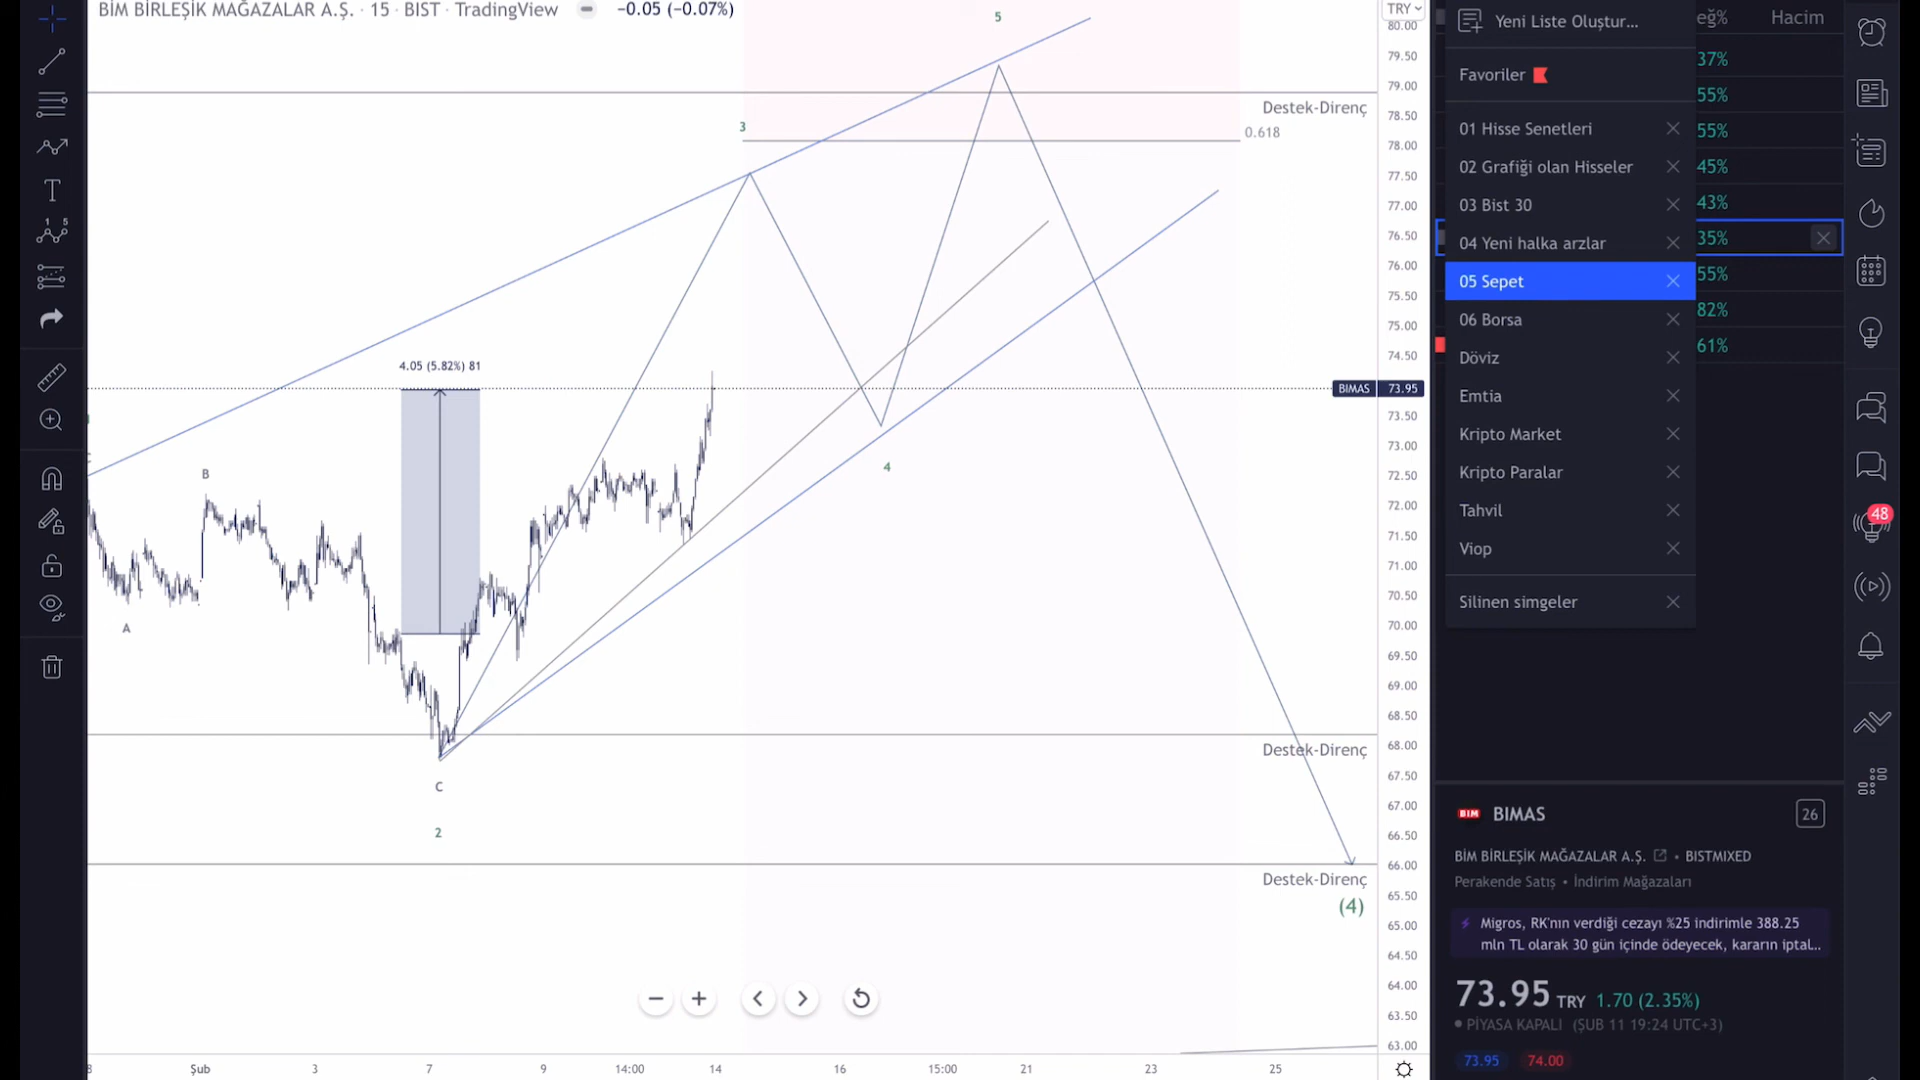 BİM BİRLEŞİK MAĞAZALAR A.Ş. · 15 · BIST · TradingView −0.05 (−0.07%)
TRY
80.00
79.50
79.00
78.50
78.00
77.50
77.00
76.50
76.00
75.50
75.00
74.50
BIMAS 73.95
73.50
73.00
72.50
72.00
71.50
71.00
70.50
70.00
69.50
69.00
68.50
68.00
67.50
67.00
66.50
66.00
65.50
65.00
64.50
64.00
63.50
63.00
5
Destek-Direnç
3
0.618
4.05 (5.82%) 81
B
4
A
Destek-Direnç
C
2
Destek-Direnç
(4)
8 Şub 3 7 9 14:00 14 16 15:00 21 23 25
Yeni Liste Oluştur...
eğ% Hacim
Favoriler
01 Hisse Senetleri
02 Grafiği olan Hisseler
03 Bist 30
04 Yeni halka arzlar
05 Sepet
06 Borsa
Döviz
Emtia
Kripto Market
Kripto Paralar
Tahvil
Viop
Silinen simgeler
37%
55%
55%
45%
43%
35%
55%
82%
61%
48
BIM BIMAS 26
BİM BİRLEŞİK MAĞAZALAR A.Ş. • BISTMIXED
Perakende Satış • İndirim Mağazaları
Migros, RK'nın verdiği cezayı %25 indirimle 388.25
mln TL olarak 30 gün içinde ödeyecek, kararın iptal...
73.95 TRY 1.70 (2.35%)
PİYASA KAPALI (ŞUB 11 19:24 UTC+3)
73.95 74.00